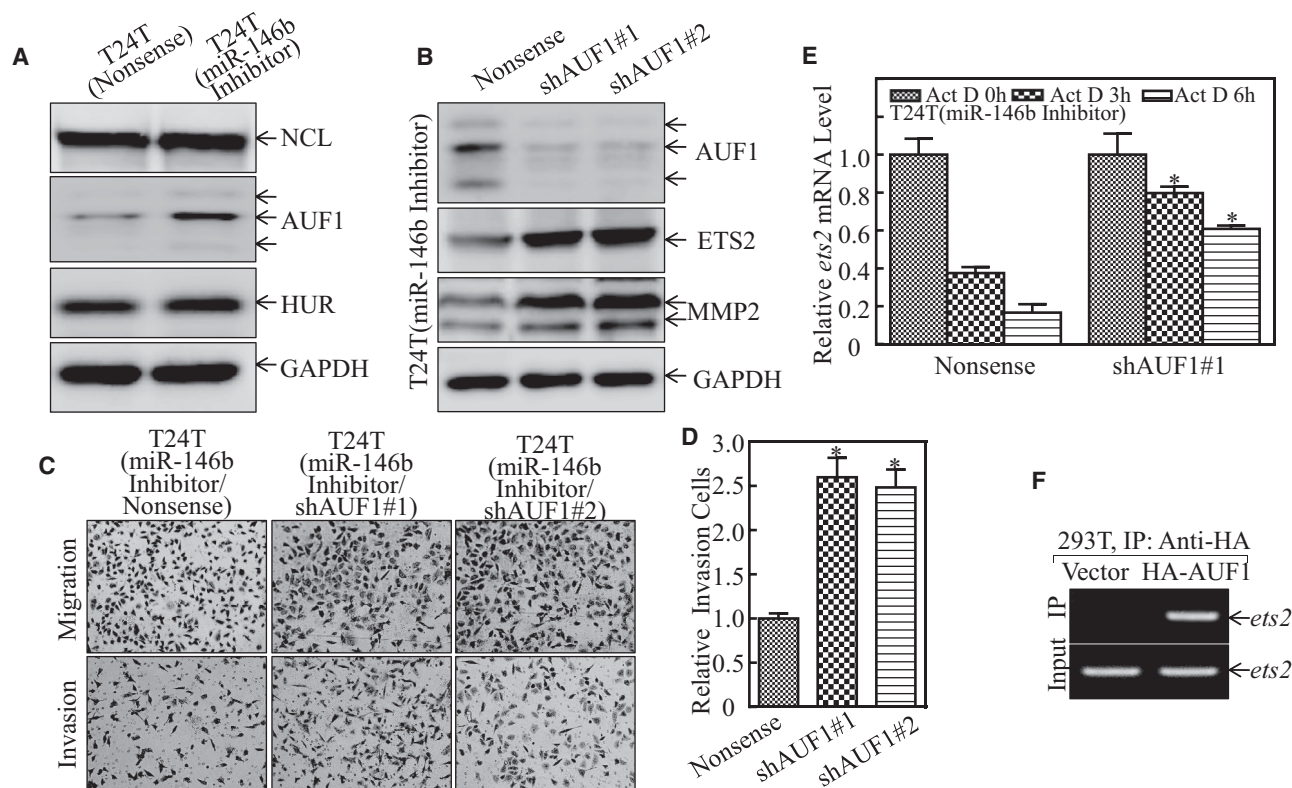 A
T24T
(Nonsense)
T24T
(miR-146b
Inhibitor)
NCL
AUF1
HUR
GAPDH
B
Nonsense
shAUF1#1
shAUF1#2
T24T(miR-146b Inhibitor)
AUF1
ETS2
MMP2
GAPDH
C
T24T
(miR-146b
Inhibitor/
Nonsense)
T24T
(miR-146b
Inhibitor/
shAUF1#1)
T24T
(miR-146b
Inhibitor/
shAUF1#2)
Migration
Invasion
D
Relative Invasion Cells
3.0
2.5
2.0
1.5
1.0
0.5
0
*
*
Nonsense
shAUF1#1
shAUF1#2
E
Relative ets2 mRNA Level
Act D 0h
Act D 3h
Act D 6h
T24T(miR-146b Inhibitor)
1.0
0.8
0.6
0.4
0.2
0
*
*
Nonsense
shAUF1#1
F
293T, IP: Anti-HA
Vector HA-AUF1
IP
ets2
Input
ets2